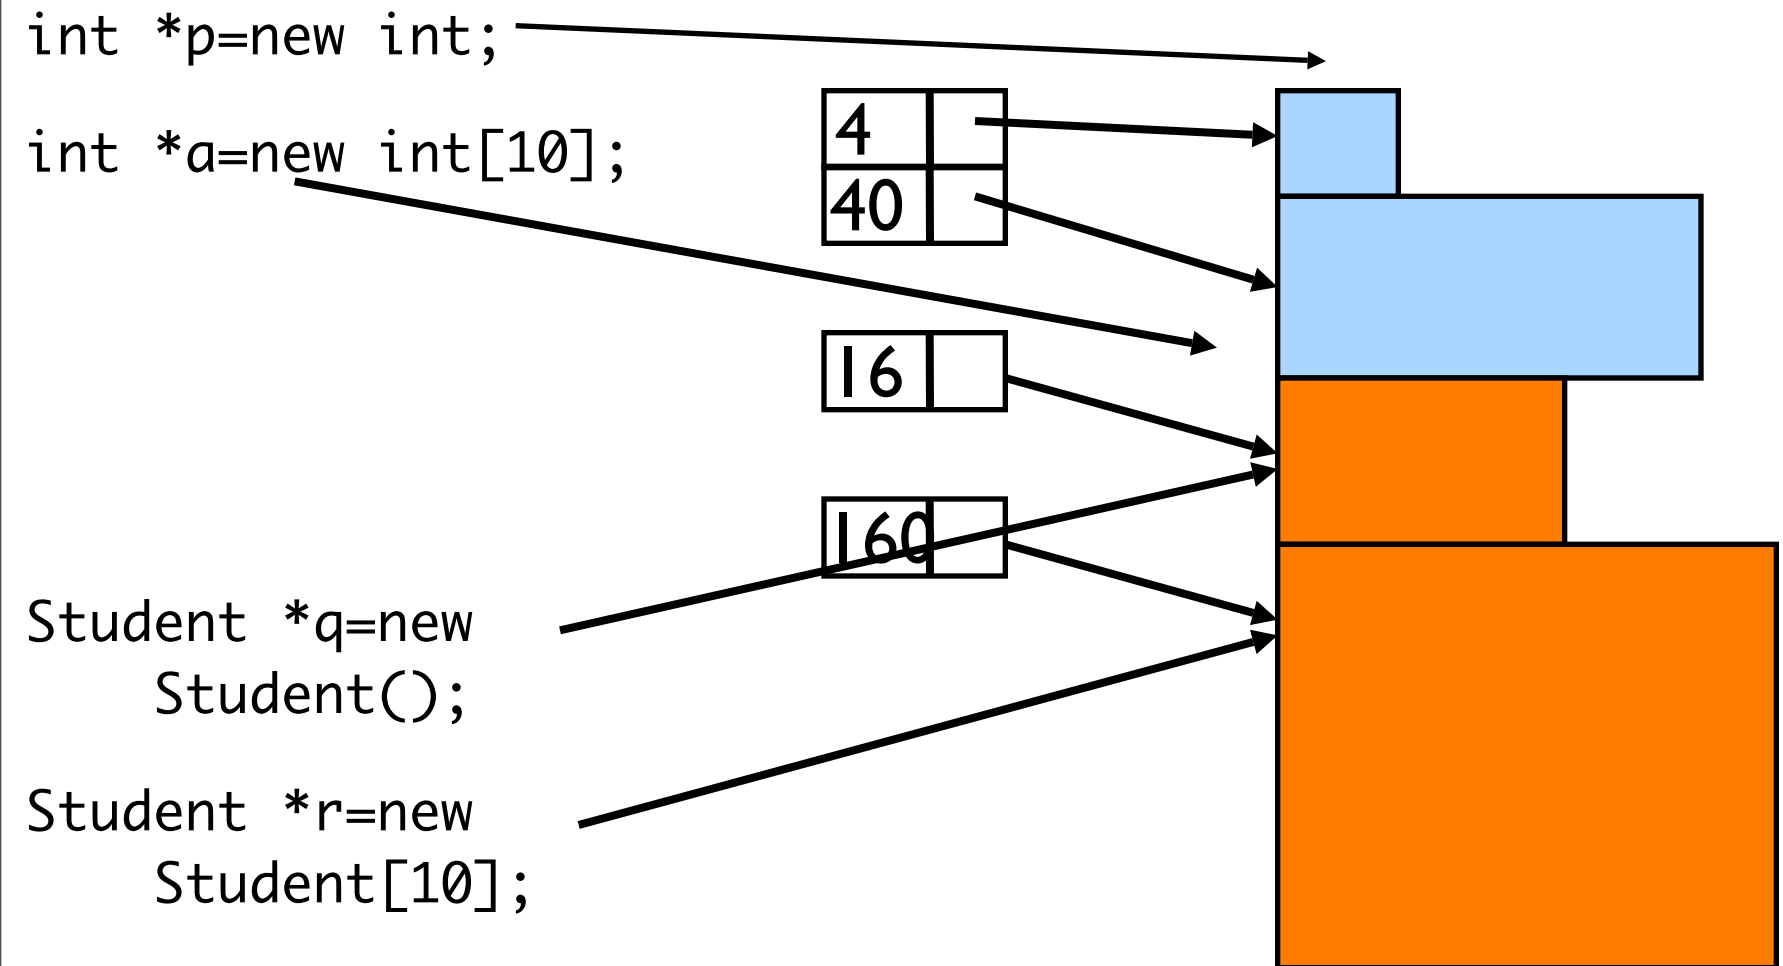 int *p=new int;
int *a=new int[10];
4
40
16
160
Student *q=new
Student();
Student *r=new
Student[10];